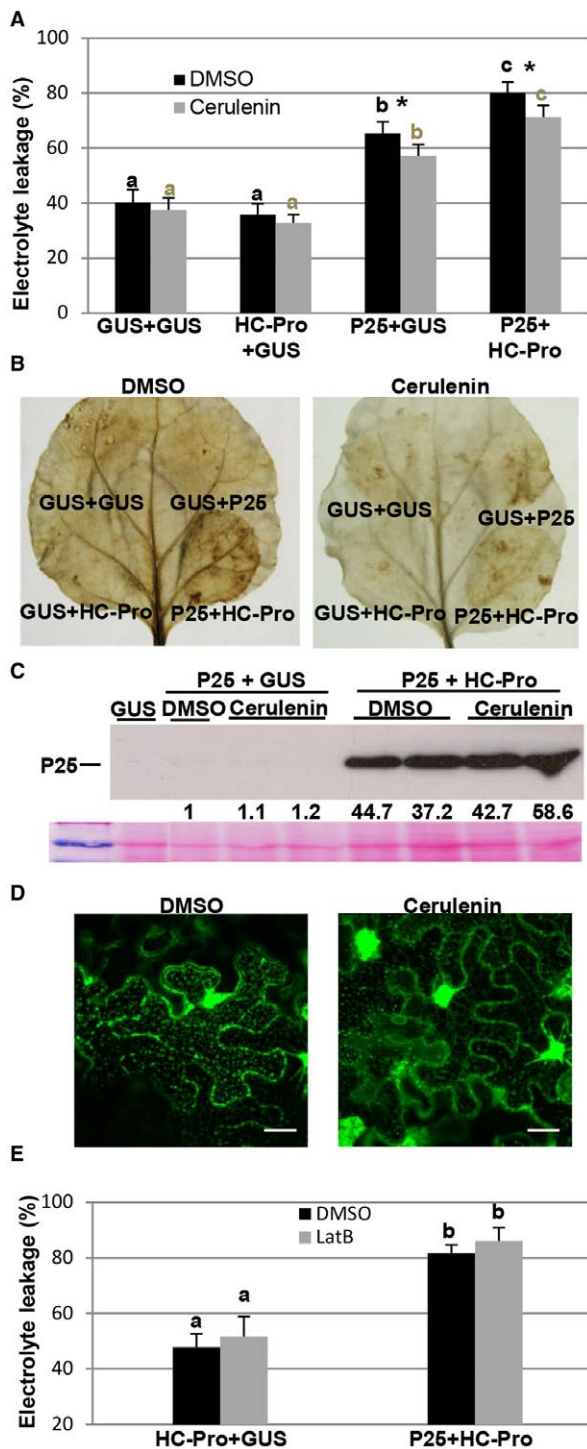 A
Electrolyte leakage (%)
100
80
60
40
20
0
DMSO
Cerulenin
a
a
a
a
b
*
b
c
*
c
GUS+GUS
HC-Pro
+GUS
P25+GUS
P25+
HC-Pro
B
DMSO
Cerulenin
GUS+GUS
GUS+P25
GUS+HC-Pro
P25+HC-Pro
GUS+GUS
GUS+P25
GUS+HC-Pro
P25+HC-Pro
C
P25 + GUS
P25 + HC-Pro
GUS
DMSO
Cerulenin
DMSO
Cerulenin
P25
1
1.1
1.2
44.7
37.2
42.7
58.6
D
DMSO
Cerulenin
E
Electrolyte leakage (%)
100
80
60
40
20
DMSO
LatB
a
a
b
b
HC-Pro+GUS
P25+HC-Pro